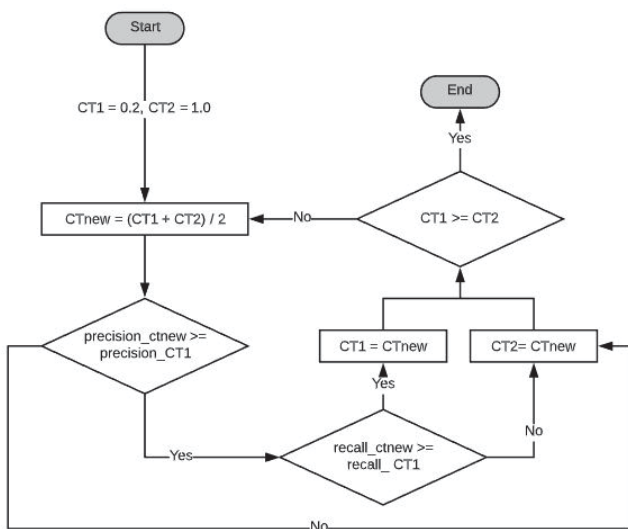 Start
CT1 = 0.2, CT2 = 1.0
CTnew = (CT1 + CT2) / 2
precision_ctnew >=
precision_CT1
Yes
recall_ctnew >=
recall_ CT1
Yes
No
CT1 = CTnew
CT2= CTnew
CT1 >= CT2
No
Yes
End
No